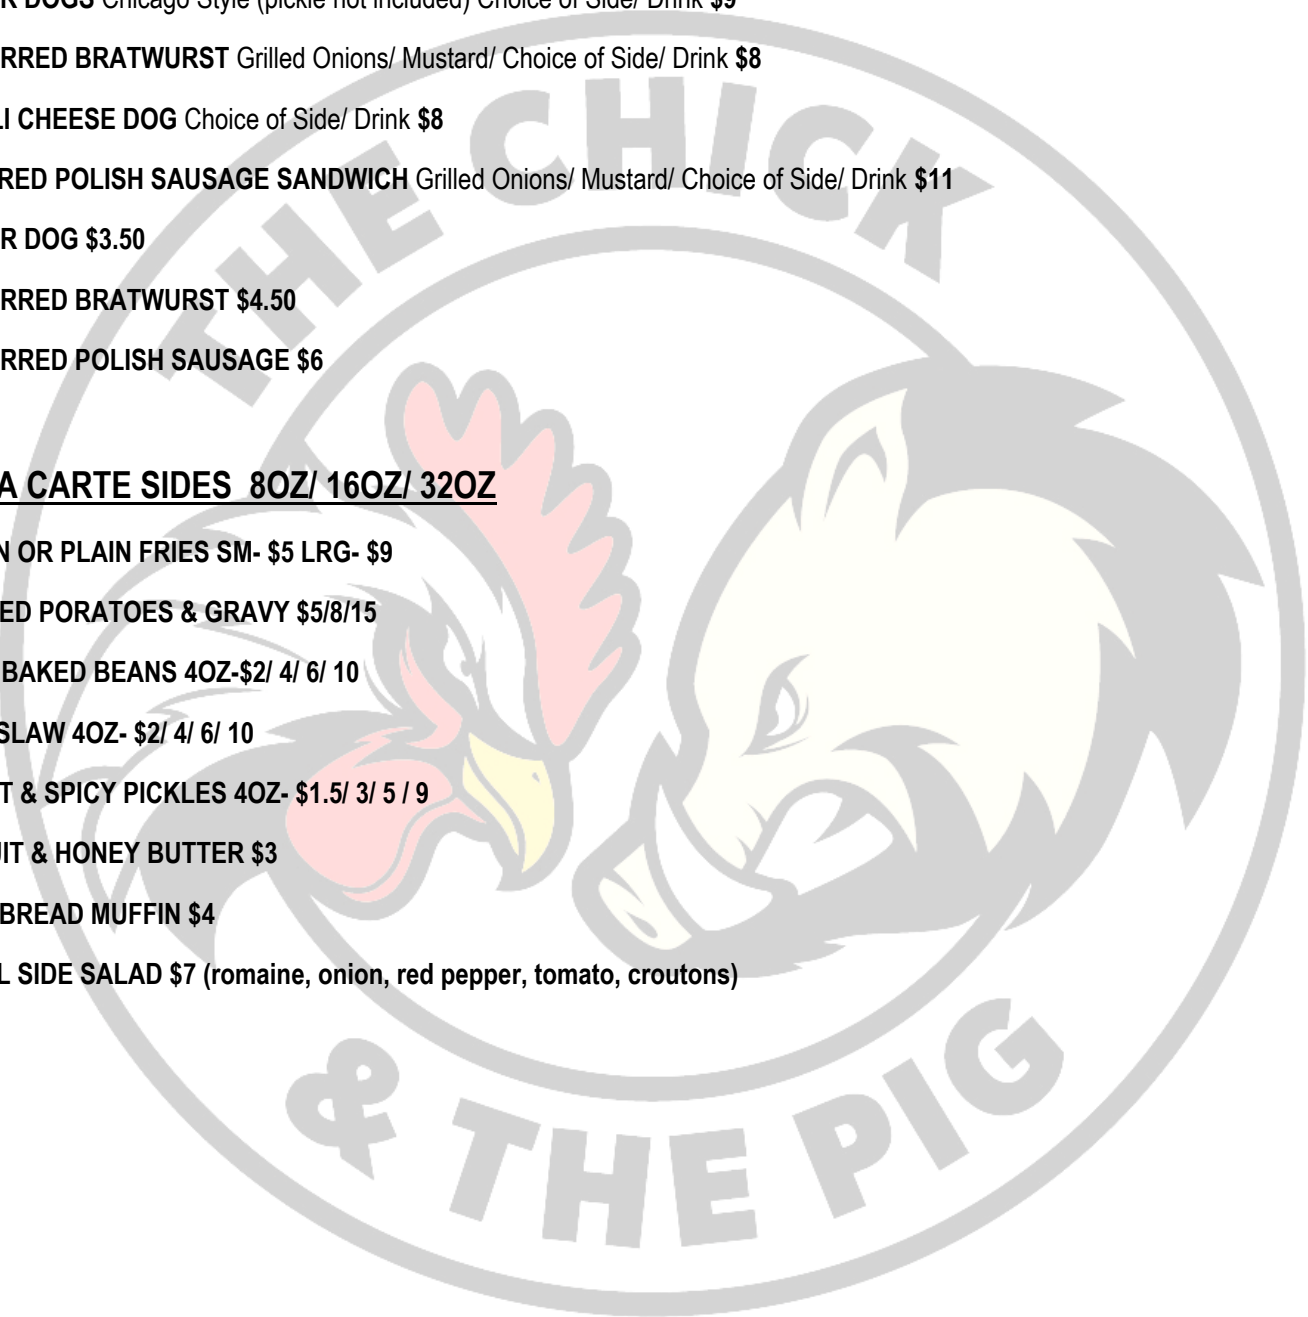 R DOGS Chicago Style (pickle not included) Choice of Side/ Drink $9
RRED BRATWURST Grilled Onions/ Mustard/ Choice of Side/ Drink $8
LI CHEESE DOG Choice of Side/ Drink $8
RED POLISH SAUSAGE SANDWICH Grilled Onions/ Mustard/ Choice of Side/ Drink $11
R DOG $3.50
RRED BRATWURST $4.50
RRED POLISH SAUSAGE $6
A CARTE SIDES 8OZ/ 16OZ/ 32OZ
N OR PLAIN FRIES SM- $5 LRG- $9
ED PORATOES & GRAVY $5/8/15
BAKED BEANS 4OZ-$2/ 4/ 6/ 10
SLAW 4OZ- $2/ 4/ 6/ 10
T & SPICY PICKLES 4OZ- $1.5/ 3/ 5 / 9
UIT & HONEY BUTTER $3
BREAD MUFFIN $4
L SIDE SALAD $7 (romaine, onion, red pepper, tomato, croutons)
THE CHICK
& THE PIG